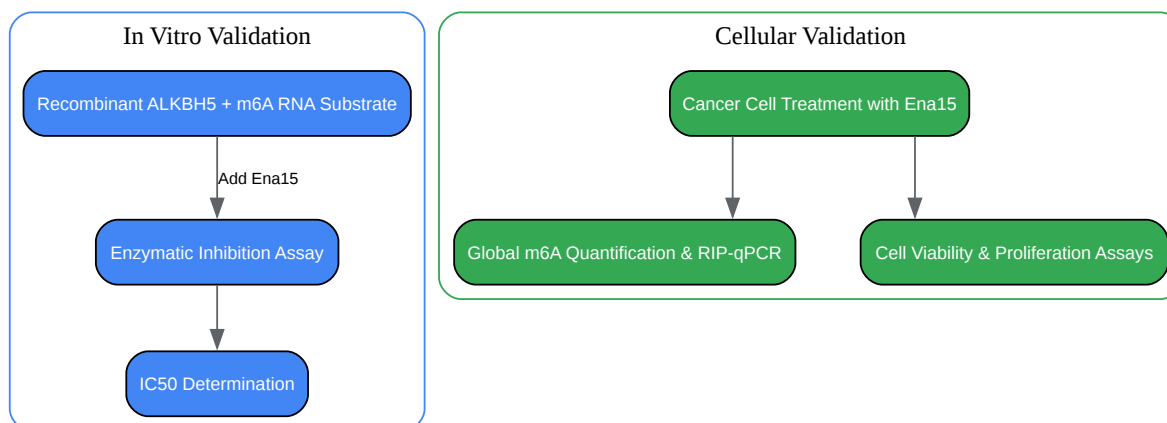 In Vitro Validation
Recombinant ALKBH5 + m6A RNA Substrate
Add Ena15
Enzymatic Inhibition Assay
IC50 Determination
Cellular Validation
Cancer Cell Treatment with Ena15
Global m6A Quantification & RIP-qPCR
Cell Viability & Proliferation Assays